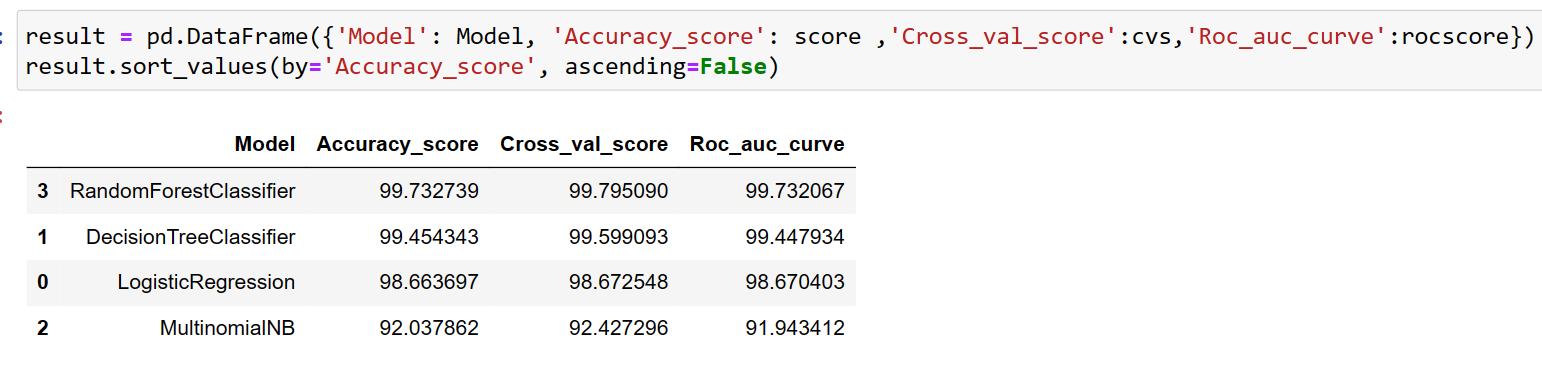 result = pd.DataFrame({'Model': Model, 'Accuracy_score': score ,'Cross_val_score':cvs,'Roc_auc_curve':rocscore})
result.sort_values(by='Accuracy_score', ascending=False)
Model Accuracy_score Cross_val_score Roc_auc_curve
3 RandomForestClassifier 99.732739 99.795090 99.732067
1 DecisionTreeClassifier 99.454343 99.599093 99.447934
0 LogisticRegression 98.663697 98.672548 98.670403
2 MultinomialNB 92.037862 92.427296 91.943412